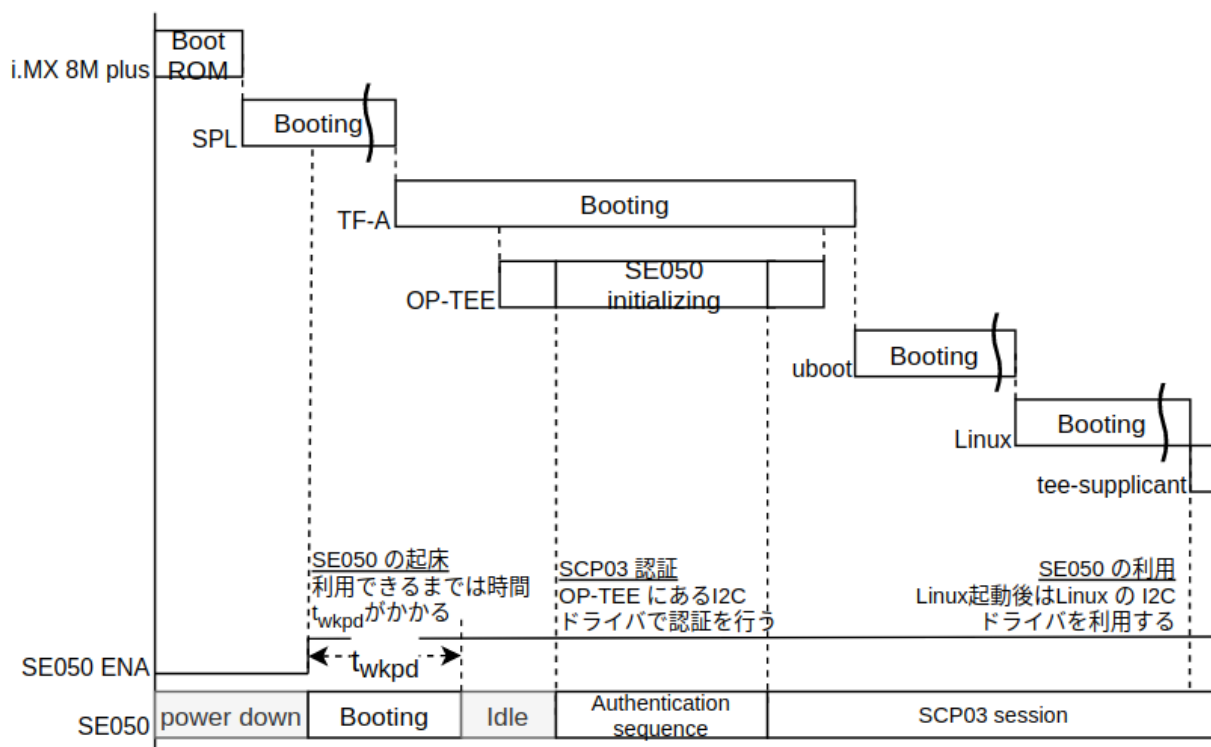 Boot
ROM
i.MX 8M plus
Booting
SPL
Booting
TF-A
SE050
initializing
OP-TEE
Booting
uboot
Booting
Linux
tee-supplicant
SE050 の起床
利用できるまでは時間
twkpdがかかる
SCP03 認証
OP-TEE にあるI2C
ドライバで認証を行う
SE050 の利用
Linux起動後はLinux の I2C
ドライバを利用する
SE050 ENA
twkpd
SE050
power down
Booting
Idle
Authentication
sequence
SCP03 session